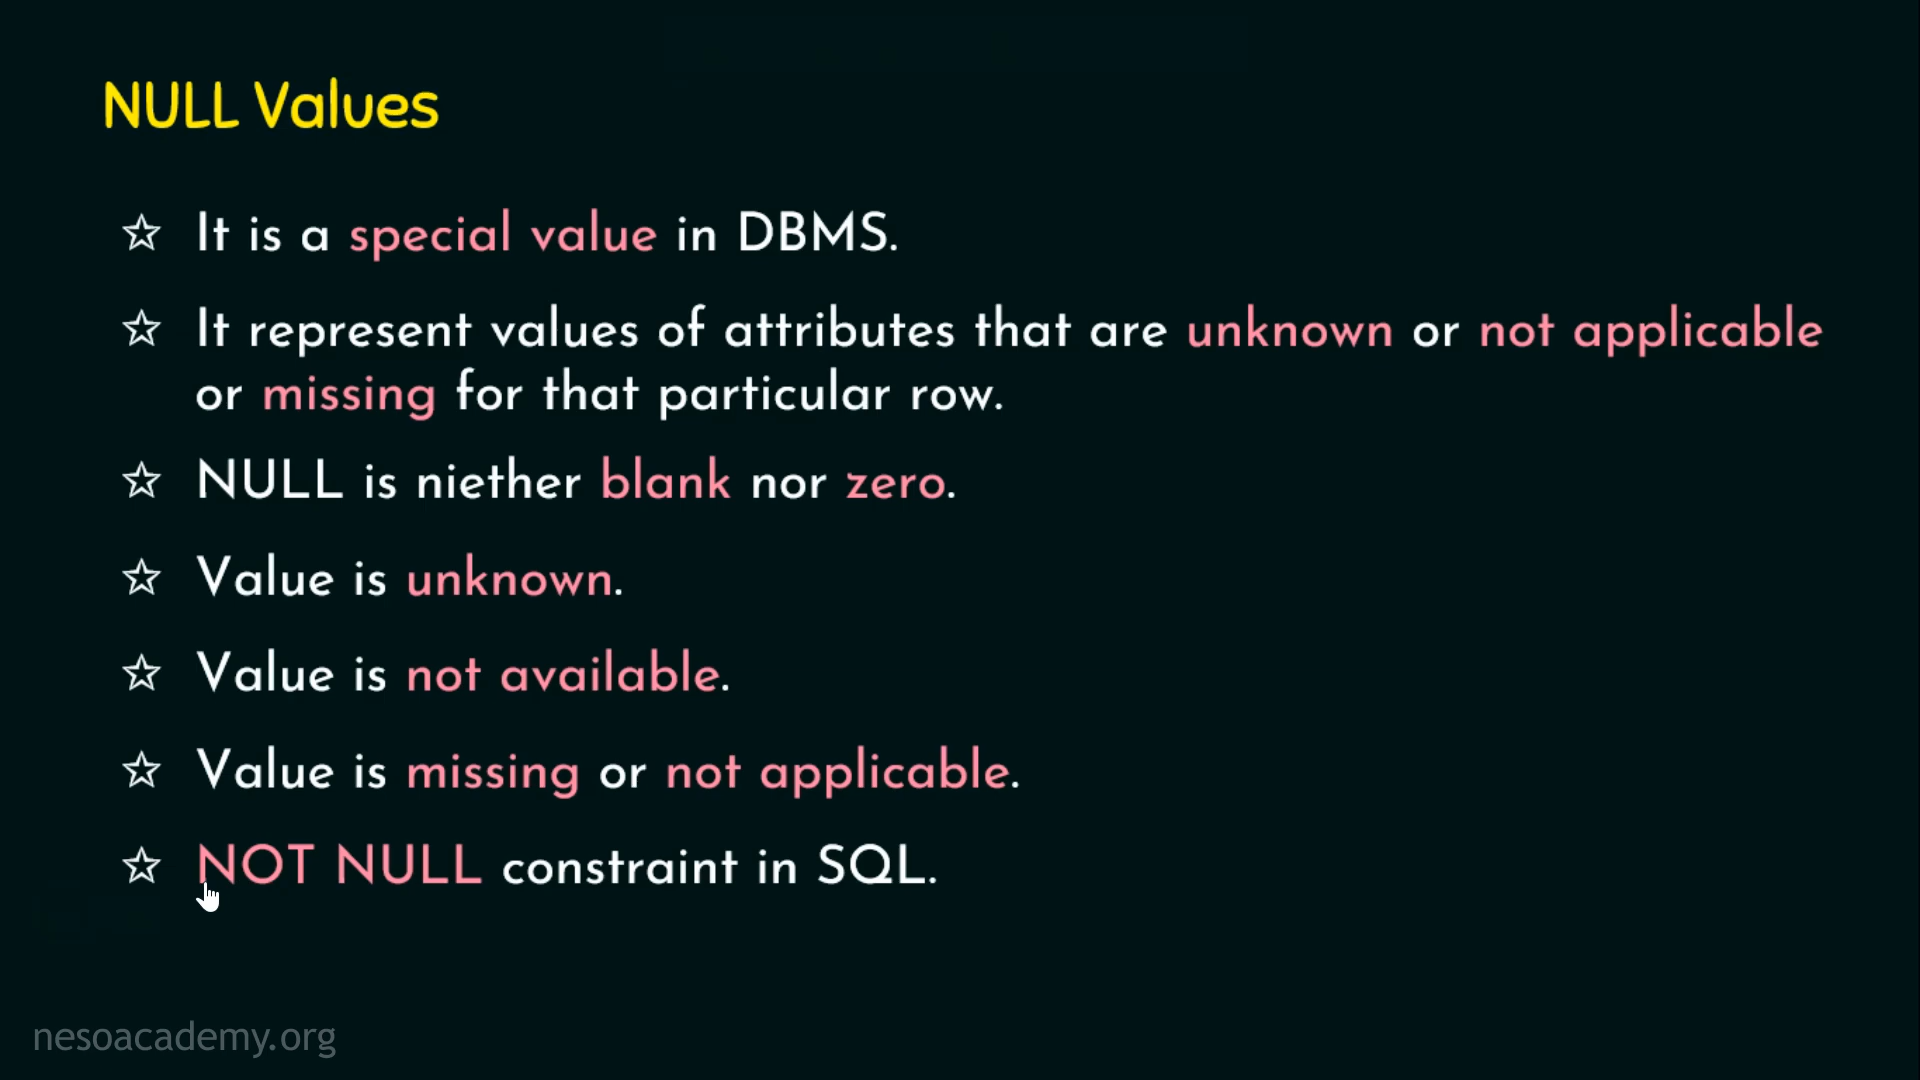 NULL Values
☆ It is a special value in DBMS.
☆ It represent values of attributes that are unknown or not applicable
or missing for that particular row.
☆ NULL is niether blank nor zero.
☆ Value is unknown.
☆ Value is not available.
☆ Value is missing or not applicable.
☆ NOT NULL constraint in SQL.
nesoacademy.org